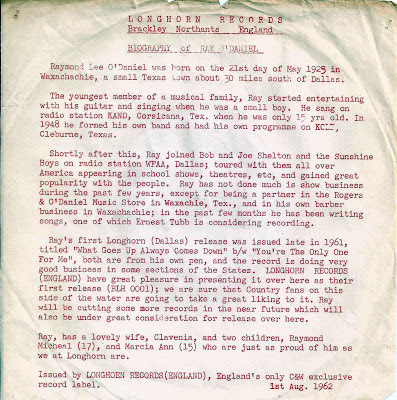 LONGHORN RECORDS
Brackley Northants England
BIOGRAPHY of RAY O'DANIEL
Raymond Lee O'Daniel was born on the 21st day of May 1925 in
Waxachachie, a small Texas town about 30 miles south of Dallas.
The youngest member of a musical family, Ray started entertaining
with his guitar and singing when he was a small boy. He sang on
radio station KAND, Corsicana, Tex. when he was only 15 yrs old. In
1948 he formed his own band and had his own programme on
Cleburne, Texas.
Shortly after this, Ray joined Bob and Joe Shelton and the Sunshine
Boys on radio station WFAA, Dallas; toured with them all over
America appearing in school shows, theatres, etc, and gained great
popularity with the people. Ray has not done much is show business
during the past few years, except for being a partner in the Rogers
& O'Daniel Music Store in Waxachie, Tex., and in his own barber
business in Waxachachie; in the past few months he has been writing
songs, one of which Ernest Tubb is considering recording.
Ray's first Longhorn (Dallas) release was issued late in 1961,
titled "What Goes Up Always Comes Down" b/w "You're The Only One
For Me", both are from his own pen, and the record is doing very
good business in some sections of the States. LONGHORN RECORDS
(ENGLAND) have great pleasure in presenting it over here as their
first release (BLH 0001); we are sure that Country fans on this
side of the water are going to take a great liking to it. Ray
will be cutting some more records in the near future which will
also be under great consideration for release over here.
Ray, has a lovely wife, Clavenia, and two children, Raymond
Micheal (17), and Marcia Ann (15) who are just as proud of him as
we at Longhorn are.
Issued by LONGHOEN RECORDS(ENGLAND), England's only C&W exclusive
record label. 1st Aug. 1962